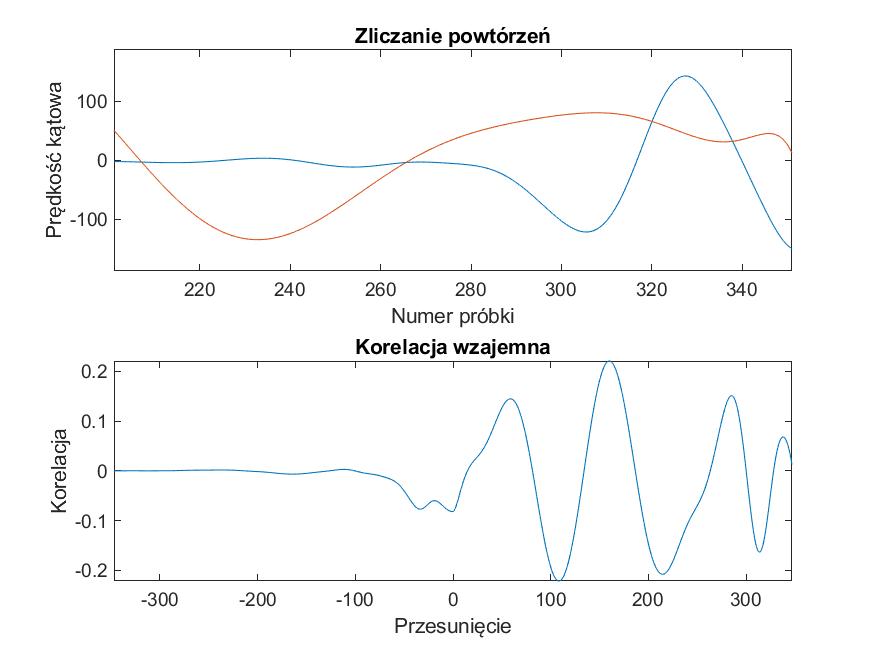 Zliczanie powtórzeń
Prędkość kątowa
100
0
-100
220 240 260 280 300 320 340
Numer próbki
Korelacja wzajemna
Korelacja
0.2
0.1
0
-0.1
-0.2
-300 -200 -100 0 100 200 300
Przesunięcie